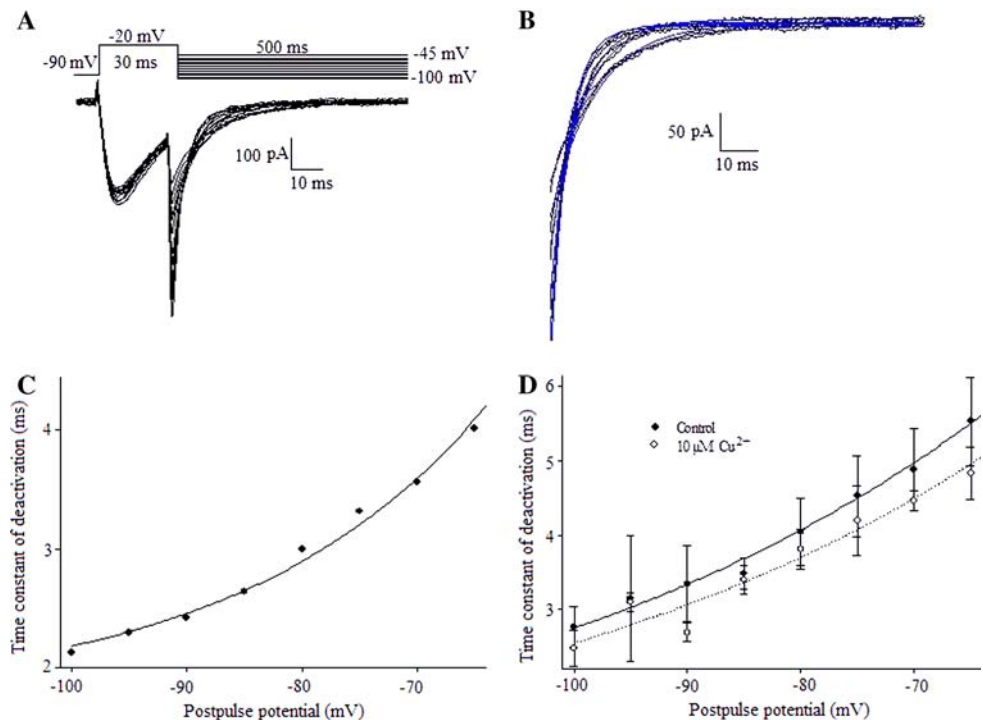 A
-20 mV
500 ms
-90 mV
30 ms
-45 mV
-100 mV
100 pA
10 ms
B
50 pA
10 ms
C
Time constant of deactivation (ms)
4
3
2
-100
-90
-80
-70
Postpulse potential (mV)
D
Time constant of deactivation (ms)
6
5
4
3
Control
10 μM Cu²⁺
-100
-90
-80
-70
Postpulse potential (mV)